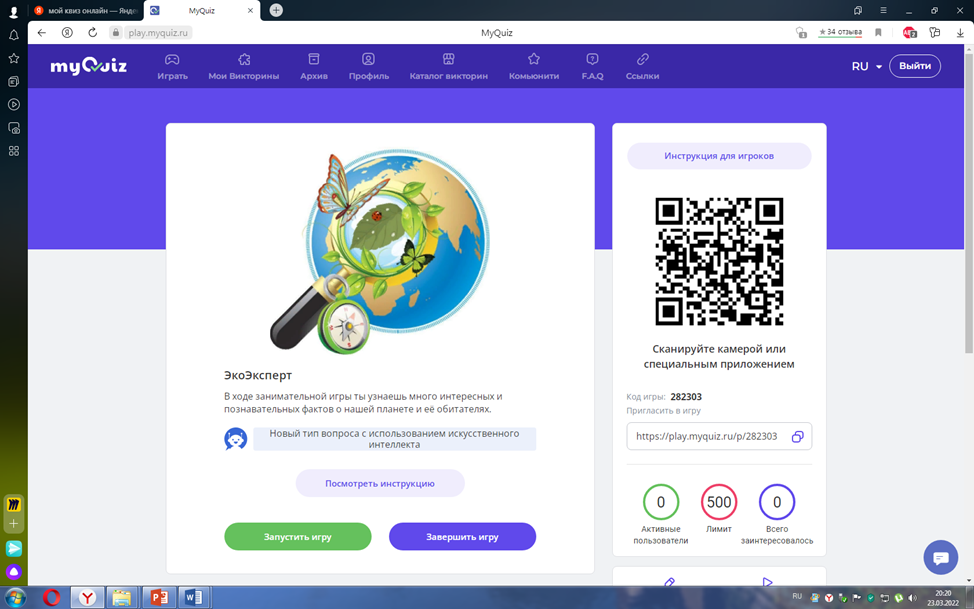 мой квиз онлайн — Янде
MyQuiz
play.myquiz.ru
MyQuiz
34 отзыва
myQuiz
Играть
Мои Викторины
Архив
Профиль
Каталог викторин
Комьюнити
F.A.Q
Ссылки
RU
Выйти
ЭкоЭксперт
В ходе занимательной игры ты узнаешь много интересных и
познавательных фактов о нашей планете и её обитателях.
Новый тип вопроса с использованием искусственного
интеллекта
Посмотреть инструкцию
Запустить игру
Завершить игру
Инструкция для игроков
Сканируйте камерой или
специальным приложением
Код игры: 282303
Пригласить в игру
https://play.myquiz.ru/p/282303
0
500
0
Активные
пользователи
Лимит
Всего
заинтересовалось
RU
20:20
23.03.2022